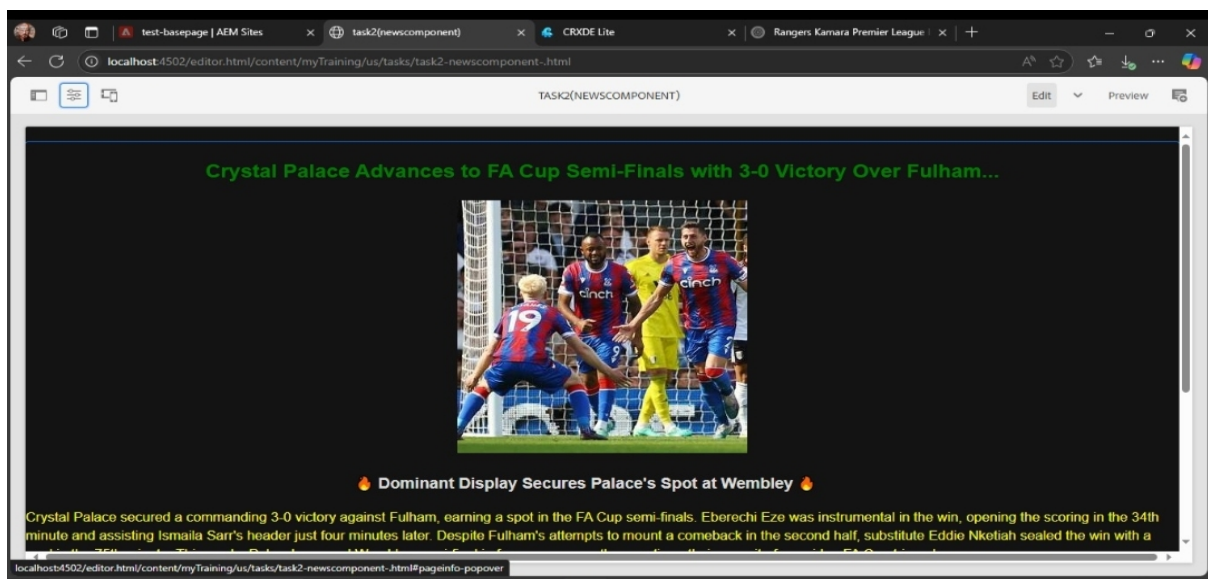 test-basepage | AEM Sites
task2(newscomponent)
CRXDE Lite
Rangers Kamara Premier League
localhost:4502/editor.html/content/myTraining/us/tasks/task2-newscomponent-.html
TASK2(NEWSCOMPONENT)
Edit
Preview
Crystal Palace Advances to FA Cup Semi-Finals with 3-0 Victory Over Fulham...
cinch
cinch
19
9
🔥 Dominant Display Secures Palace's Spot at Wembley 🔥
Crystal Palace secured a commanding 3-0 victory against Fulham, earning a spot in the FA Cup semi-finals. Eberechi Eze was instrumental in the win, opening the scoring in the 34th
minute and assisting Ismaila Sarr's header just four minutes later. Despite Fulham's attempts to mount a comeback in the second half, substitute Eddie Nketiah sealed the win with a
localhost:4502/editor.html/content/myTraining/us/tasks/task2-newscomponent-.html#pageinfo-popover